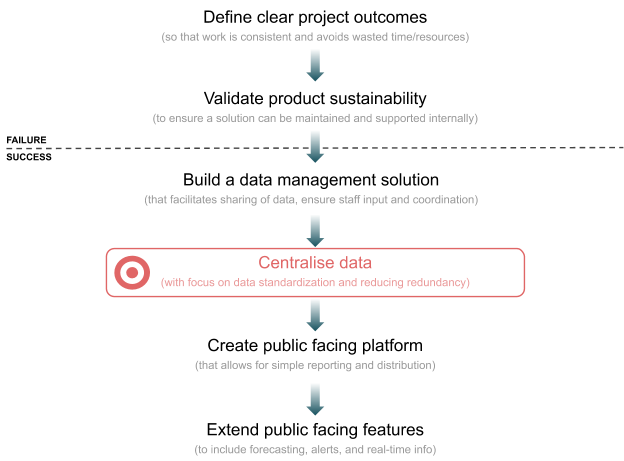 Define clear project outcomes
(so that work is consistent and avoids wasted time/resources)
Validate product sustainability
(to ensure a solution can be maintained and supported internally)
FAILURE
SUCCESS
Build a data management solution
(that facilitates sharing of data, ensure staff input and coordination)
Centralise data
(with focus on data standardization and reducing redundancy)
Create public facing platform
(that allows for simple reporting and distribution)
Extend public facing features
(to include forecasting, alerts, and real-time info)